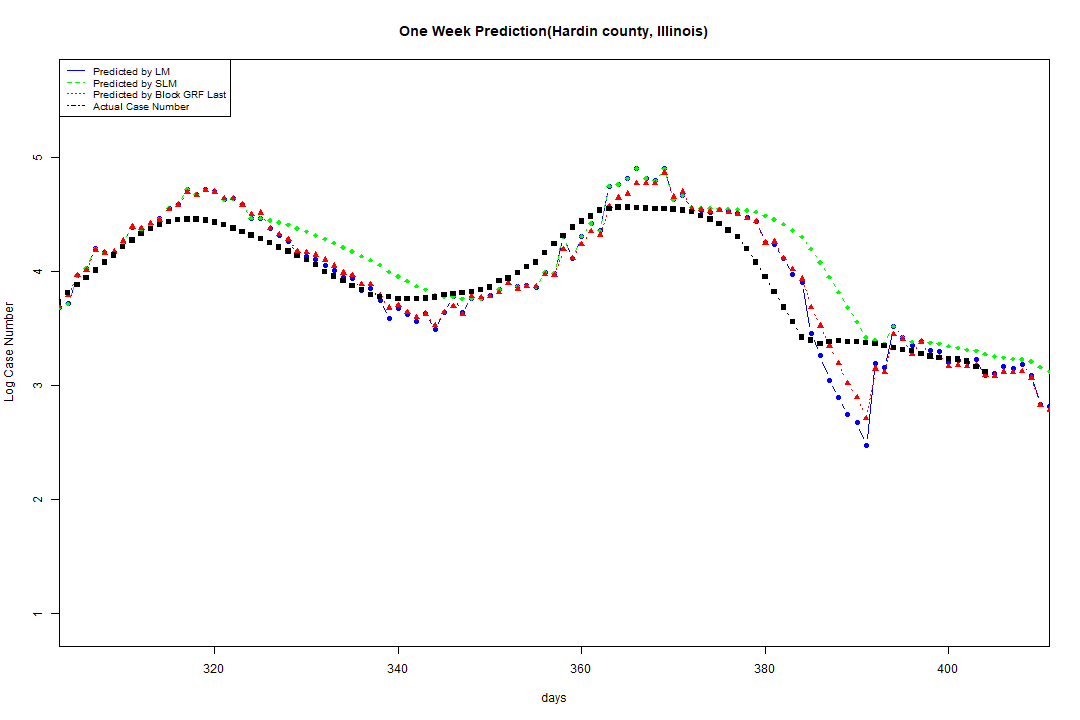 One Week Prediction(Hardin county, Illinois)
Predicted by LM
Predicted by SLM
Predicted by Block GRF Last
Actual Case Number
5
4
3
2
1
Log Case Number
320 340 360 380 400
days